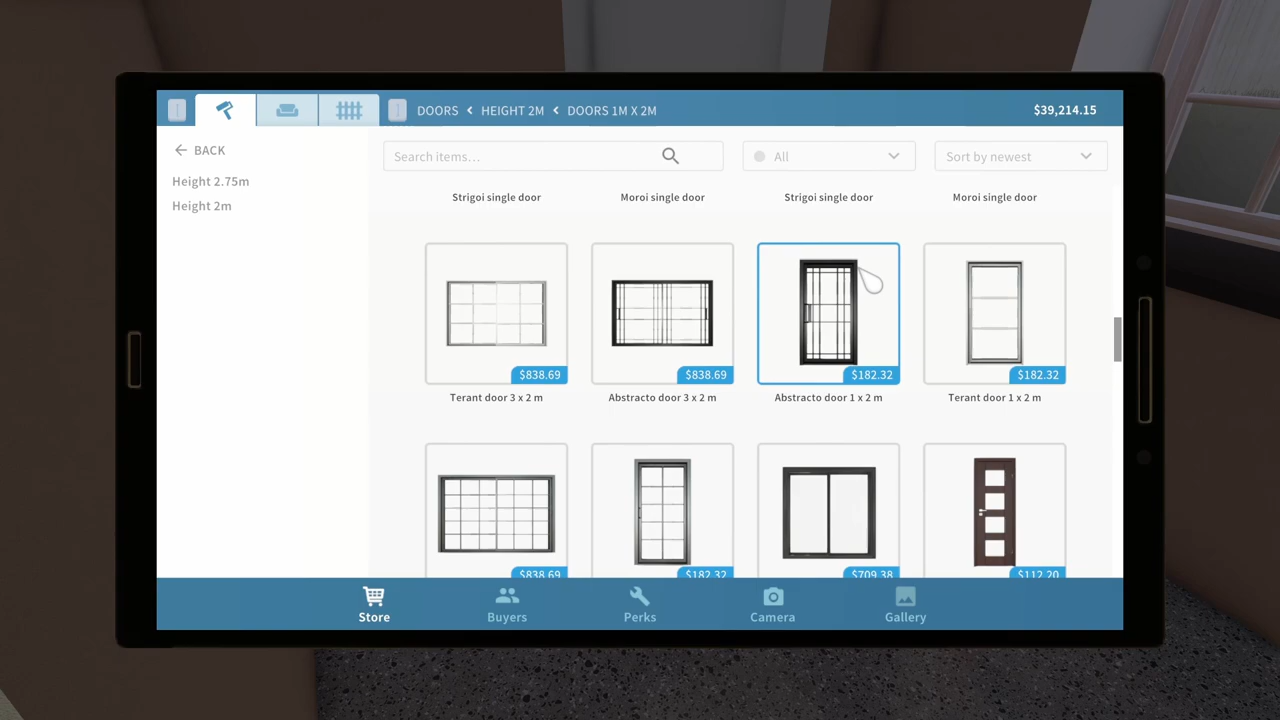 DOORS < HEIGHT 2M < DOORS 1M X 2M
$39,214.15
BACK
Height 2.75m
Height 2m
Search items...
All
Sort by newest
Strigoi single door
Moroi single door
Strigoi single door
Moroi single door
$838.69
$838.69
$182.32
$182.32
Terant door 3 x 2 m
Abstracto door 3 x 2 m
Abstracto door 1 x 2 m
Terant door 1 x 2 m
$838.69
$182.32
$709.38
$112.20
Store
Buyers
Perks
Camera
Gallery